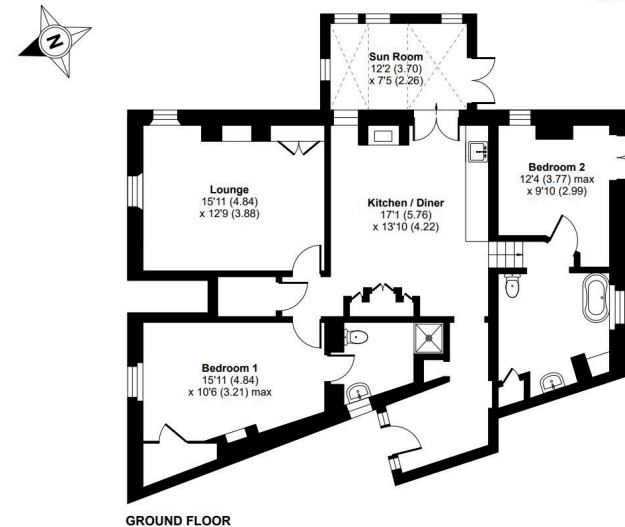 N
Sun Room
12'2 (3.70)
x 7'5 (2.26)
Lounge
15'11 (4.84)
x 12'9 (3.88)
Kitchen / Diner
17'1 (5.76)
x 13'10 (4.22)
Bedroom 2
12'4 (3.77) max
x 9'10 (2.99)
Bedroom 1
15'11 (4.84)
x 10'6 (3.21) max
GROUND FLOOR